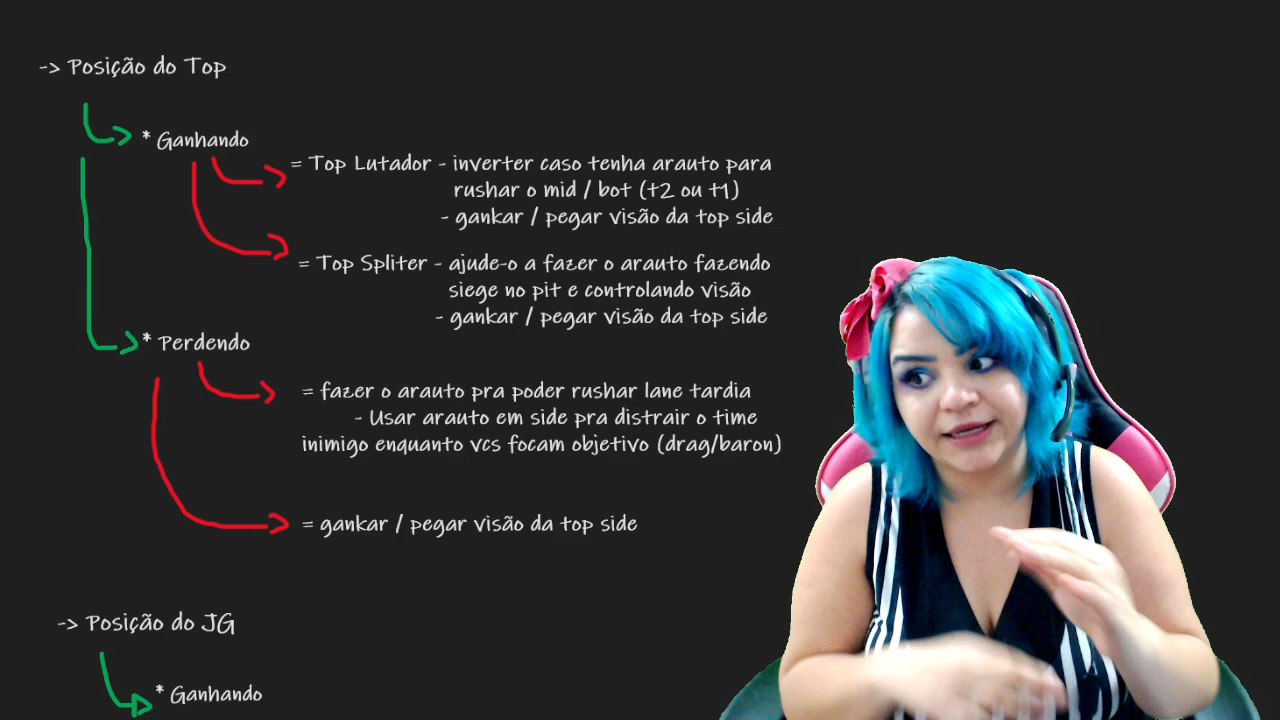 -> Posição do Top
* Ganhando
= Top Lutador - inverter caso tenha arauto para
rushar o mid / bot (t2 ou t1)
- gankar / pegar visão da top side
= Top Spliter - ajude-o a fazer o arauto fazendo
siege no pit e controlando visão
- gankar / pegar visão da top side
* Perdendo
= fazer o arauto pra poder rushar lane tardia
- Usar arauto em side pra distrair o time
inimigo enquanto vcs focam objetivo (drag/baron)
= gankar / pegar visão da top side
-> Posição do JG
* Ganhando